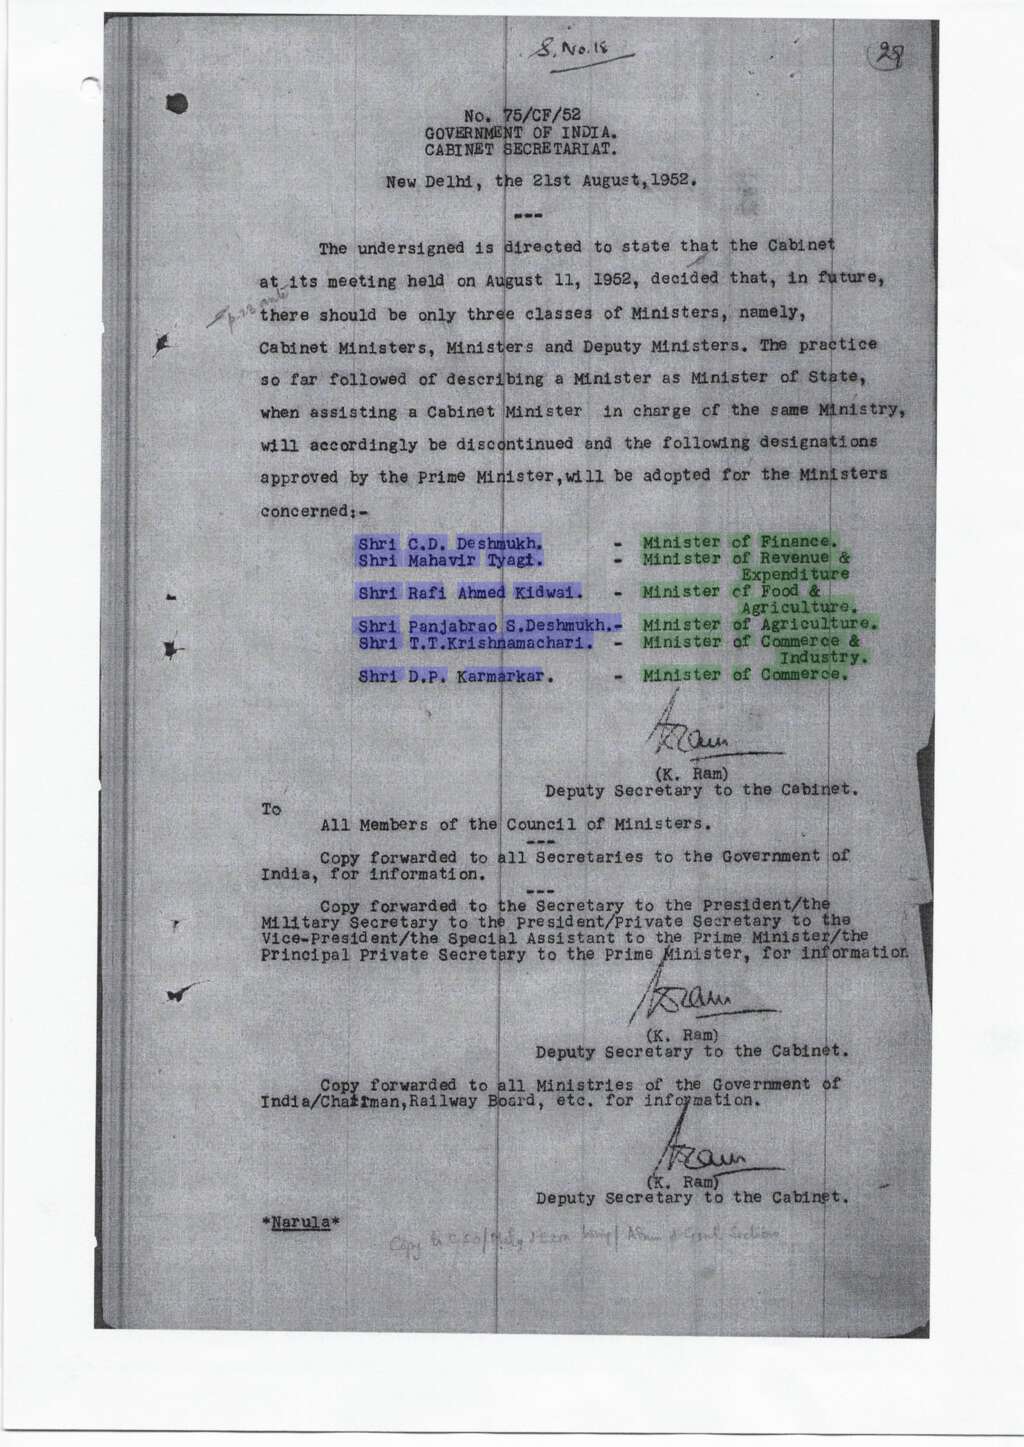 S. No. 18
29
No. 75/CF/52
GOVERNMENT OF INDIA.
CABINET SECRETARIAT.
New Delhi, the 21st August,1952.
---
The undersigned is directed to state that the Cabinet
at its meeting held on August 11, 1952, decided that, in future,
there should be only three classes of Ministers, namely,
Cabinet Ministers, Ministers and Deputy Ministers. The practice
so far followed of describing a Minister as Minister of State,
when assisting a Cabinet Minister in charge of the same Ministry,
will accordingly be discontinued and the following designations
approved by the Prime Minister,will be adopted for the Ministers
concerned:-
Shri C.D. Deshmukh. - Minister of Finance.
Shri Mahavir Tyagi. - Minister of Revenue &
Expenditure
Shri Rafi Ahmed Kidwai. - Minister of Food &
Agriculture.
Shri Panjabrao S.Deshmukh.- Minister of Agriculture.
Shri T.T.Krishnamachari. - Minister of Commerce &
Industry.
Shri D.P. Karmarkar. - Minister of Commerce.
(K. Ram)
Deputy Secretary to the Cabinet.
To
All Members of the Council of Ministers.
---
Copy forwarded to all Secretaries to the Government of
India, for information.
---
Copy forwarded to the Secretary to the President/the
Military Secretary to the President/Private Secretary to the
Vice-President/the Special Assistant to the Prime Minister/the
Principal Private Secretary to the Prime Minister, for information
(K. Ram)
Deputy Secretary to the Cabinet.
Copy forwarded to all Ministries of the Government of
India/Chairman,Railway Board, etc. for information.
(K. Ram)
Deputy Secretary to the Cabinet.
*Narula*
Copy to